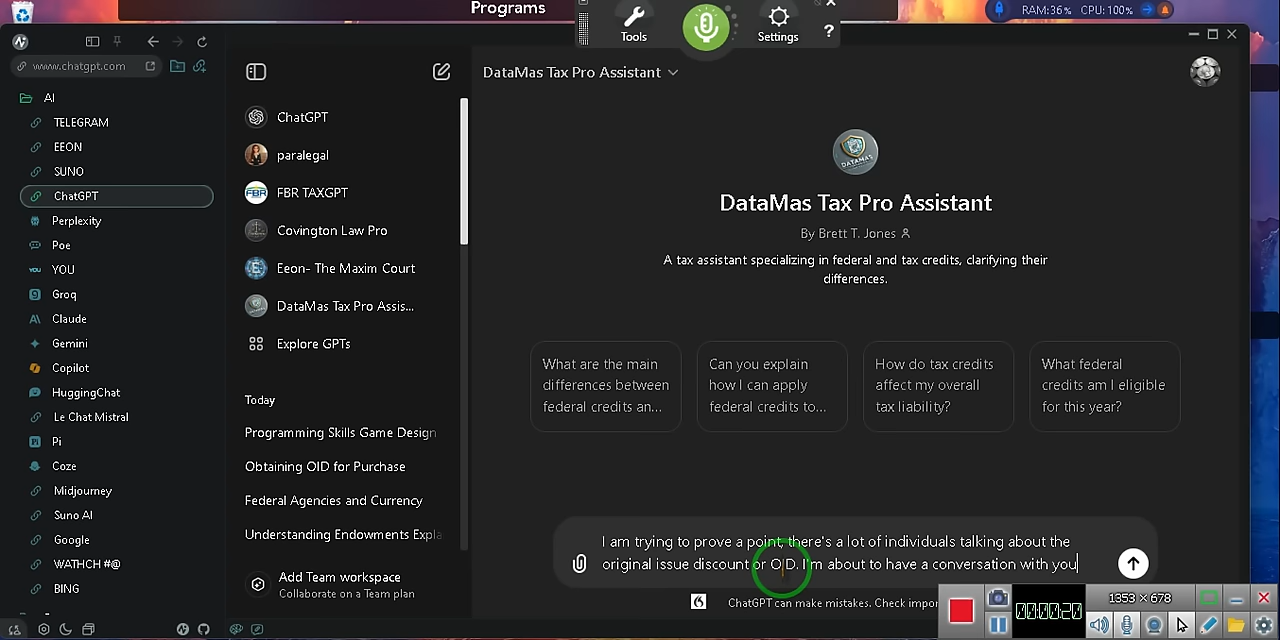 Programs
RAM:36% CPU:100%
Tools
Settings
?
www.chatgpt.com
AI
TELEGRAM
EEON
SUNO
ChatGPT
Perplexity
Poe
YOU
YOU
Groq
Claude
Gemini
Copilot
HuggingChat
Le Chat Mistral
Pi
Coze
Midjourney
Suno AI
Google
WATHCH #@
BING
ChatGPT
paralegal
FBR
FBR TAXGPT
Covington Law Pro
Eeon- The Maxim Court
DataMas Tax Pro Assis...
Explore GPTs
Today
Programming Skills Game Design
Obtaining OID for Purchase
Federal Agencies and Currency
Understanding Endowments Expla
Add Team workspace
Collaborate on a Team plan
DataMas Tax Pro Assistant
DATAMAS
DataMas Tax Pro Assistant
By Brett T. Jones
A tax assistant specializing in federal and tax credits, clarifying their
differences.
What are the main
differences between
federal credits an...
Can you explain
how I can apply
federal credits to...
How do tax credits
affect my overall
tax liability?
What federal
credits am I eligible
for this year?
I am trying to prove a point, there's a lot of individuals talking about the
original issue discount or OID. I'm about to have a conversation with you
ChatGPT can make mistakes. Check impor
1353 × 678
00:00:20